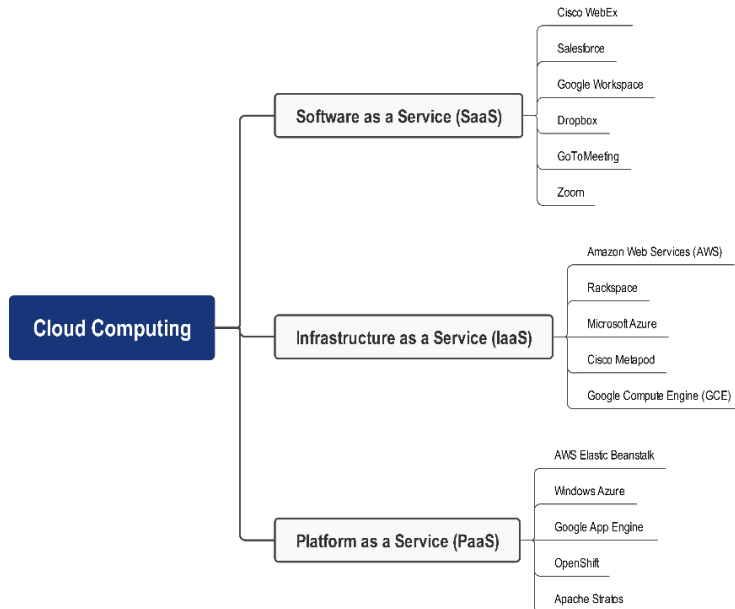 Cisco WebEx
Salesforce
Google Workspace
Dropbox
GoToMeeting
Zoom
Software as a Service (SaaS)
Amazon Web Services (AWS)
Rackspace
Microsoft Azure
Cisco Metapod
Google Compute Engine (GCE)
Infrastructure as a Service (IaaS)
Cloud Computing
AWS Elastic Beanstalk
Windows Azure
Google App Engine
OpenShift
Apache Stratos
Platform as a Service (PaaS)